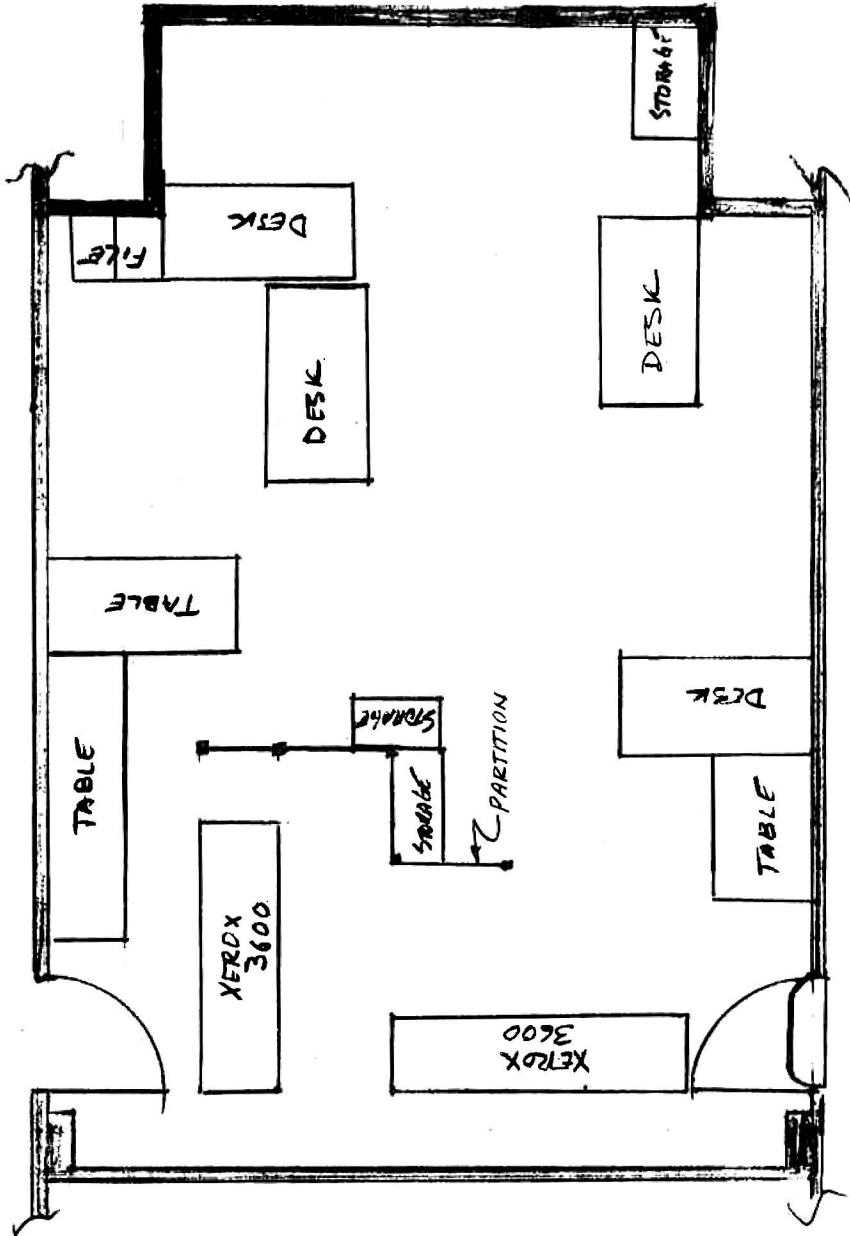 STORAGE
DESK
FILE
DESK
DESK
TABLE
STORAGE
DESK
PARTITION
TABLE
STORAGE
TABLE
XEROX
3600
XEROX
3600